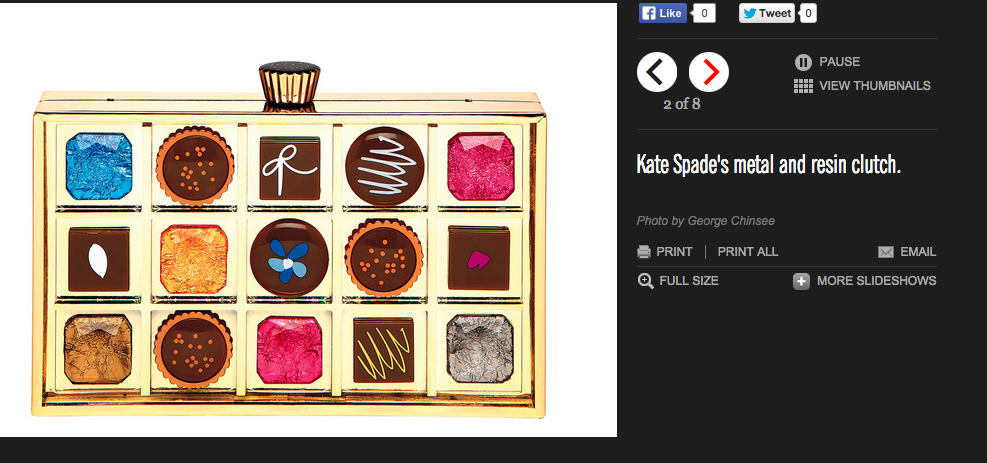 Like 0
Tweet 0
PAUSE
VIEW THUMBNAILS
2 of 8
Kate Spade's metal and resin clutch.
Photo by George Chinsee
PRINT | PRINT ALL
EMAIL
FULL SIZE
MORE SLIDESHOWS